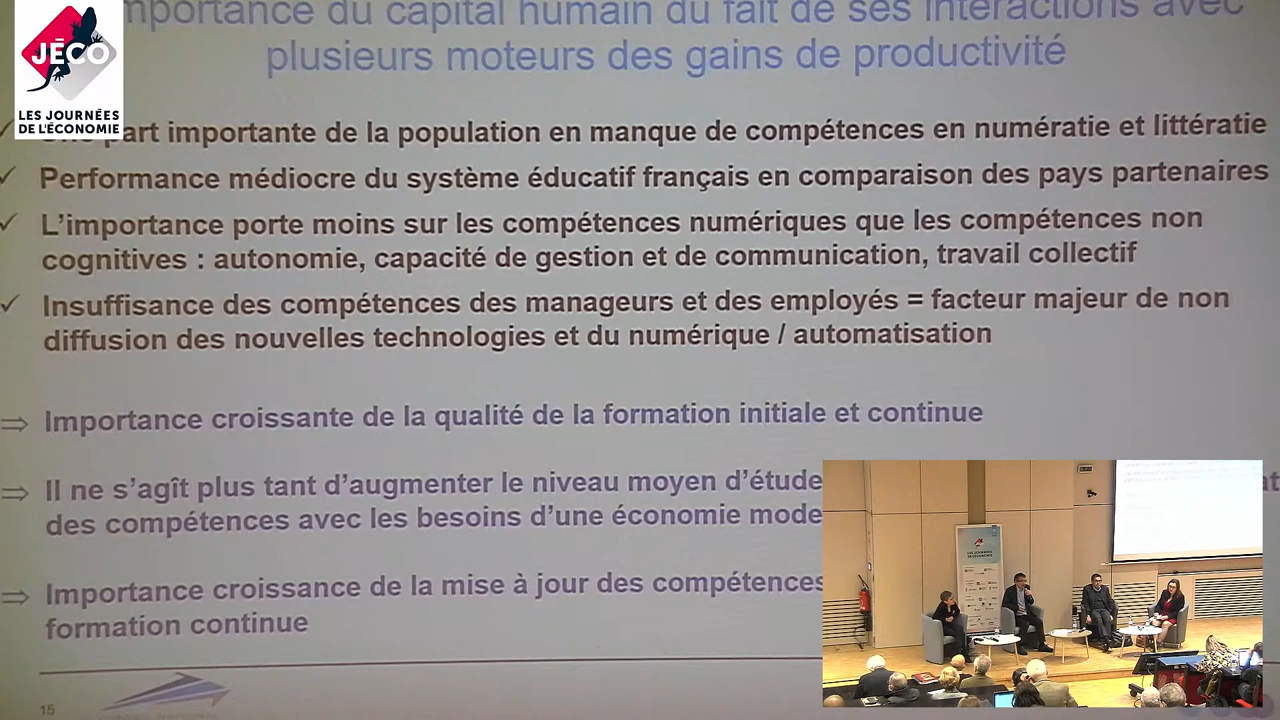 mportance du capital humain du fait de ses interactions avec
plusieurs moteurs des gains de productivité
JÉCO
LES JOURNÉES
DE L'ÉCONOMIE
part importante de la population en manque de compétences en numératie et littératie
Performance médiocre du système éducatif français en comparaison des pays partenaires
L'importance porte moins sur les compétences numériques que les compétences non
cognitives : autonomie, capacité de gestion et de communication, travail collectif
Insuffisance des compétences des manageurs et des employés = facteur majeur de non
diffusion des nouvelles technologies et du numérique / automatisation
⇒ Importance croissante de la qualité de la formation initiale et continue
⇒ Il ne s'agît plus tant d'augmenter le niveau moyen d'étude
des compétences avec les besoins d'une économie mode
⇒ Importance croissance de la mise à jour des compétences
formation continue
15